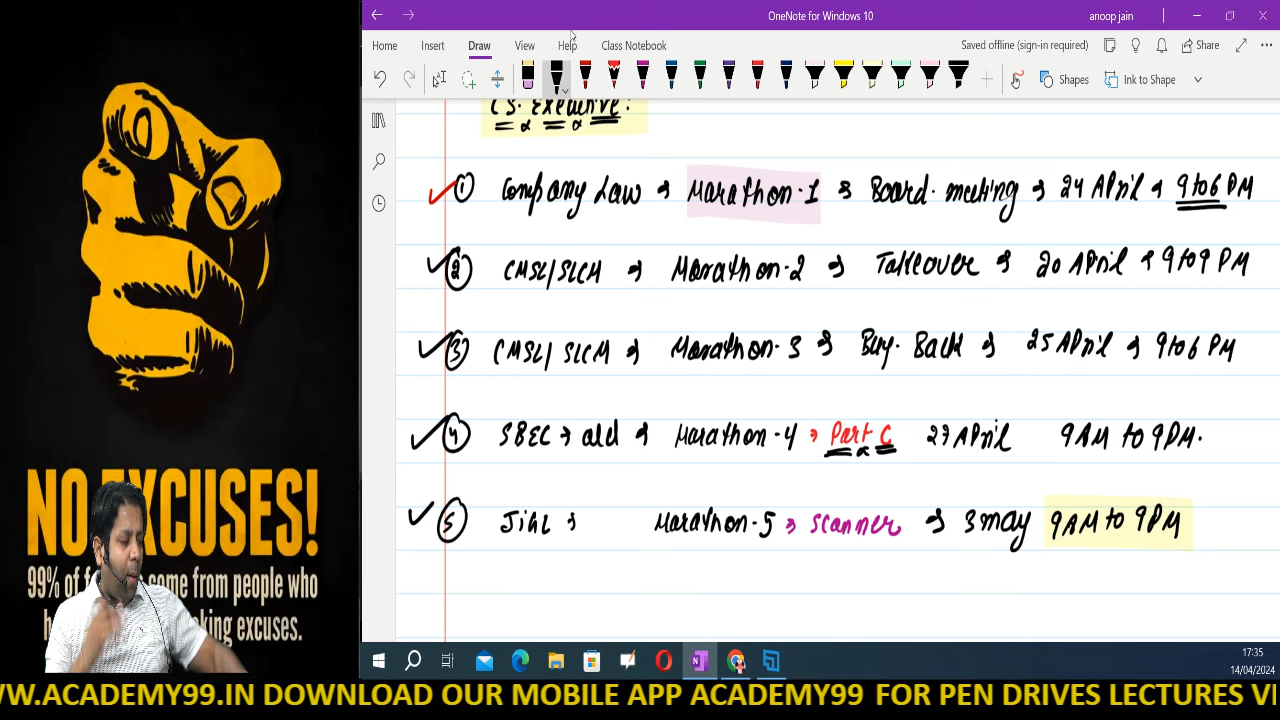 OneNote for Windows 10
anoop jain
Home Insert Draw View Help Class Notebook
Saved offline (sign-in required) Share
Shapes Ink to Shape
CS. Executive:
① Company Law → Marathon-1 → Board-meeting → 24 April → 9 to 6 PM
② CMSL/SLCM → Marathon-2 → Takeover → 20 April → 9 to 9 PM
③ CMSL/SLCM → Marathon-3 → Buy-Back → 25 April → 9 to 6 PM
④ SBEC → old → Marathon-4 → Part C 27 April 9AM to 9PM.
⑤ JIGL → Marathon-5 → Scanner → 3 may 9AM to 9PM
NO EXCUSES!
99% of come from people who
king excuses.
17:35
14/04/2024
WW.ACADEMY99.IN DOWNLOAD OUR MOBILE APP ACADEMY99 FOR PEN DRIVES LECTURES